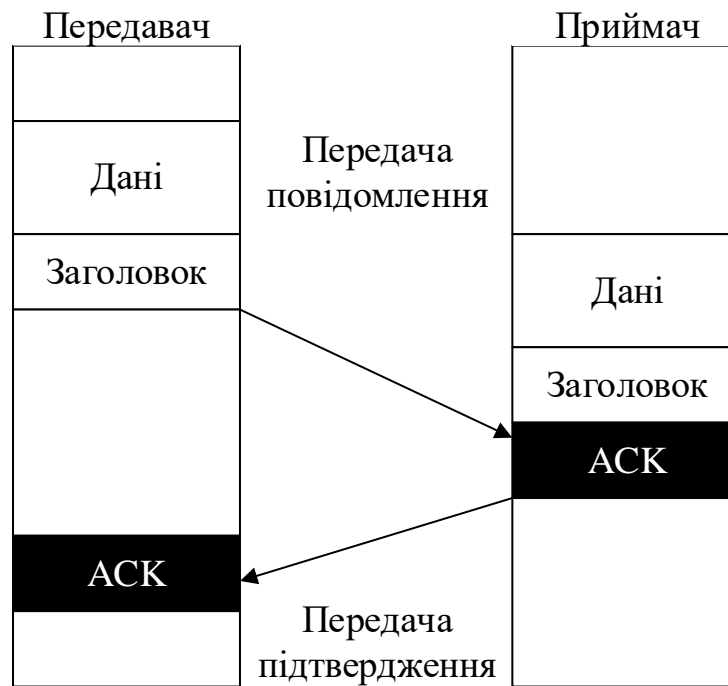 Передавач
Приймач
Передача
повідомлення
Дані
Заголовок
Дані
Заголовок
ACK
ACK
Передача
підтвердження